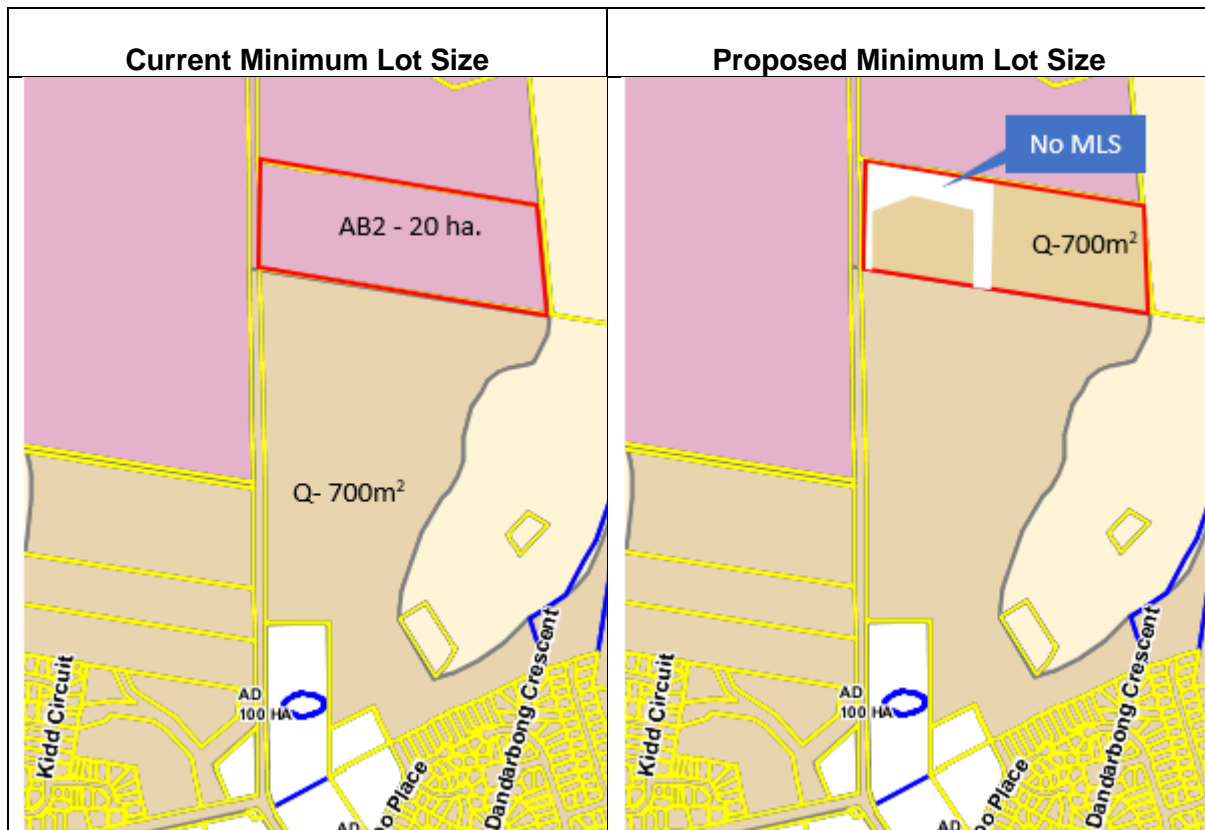 Current Minimum Lot Size
Proposed Minimum Lot Size
AB2 - 20 ha.
Q- 700m²
Kidd Circuit
AD
100 HA
Place
Dandarbong Crescent
AD
No MLS
Q-700m²
Kidd Circuit
AD
100 HA
Place
Dandarbong Crescent
AD